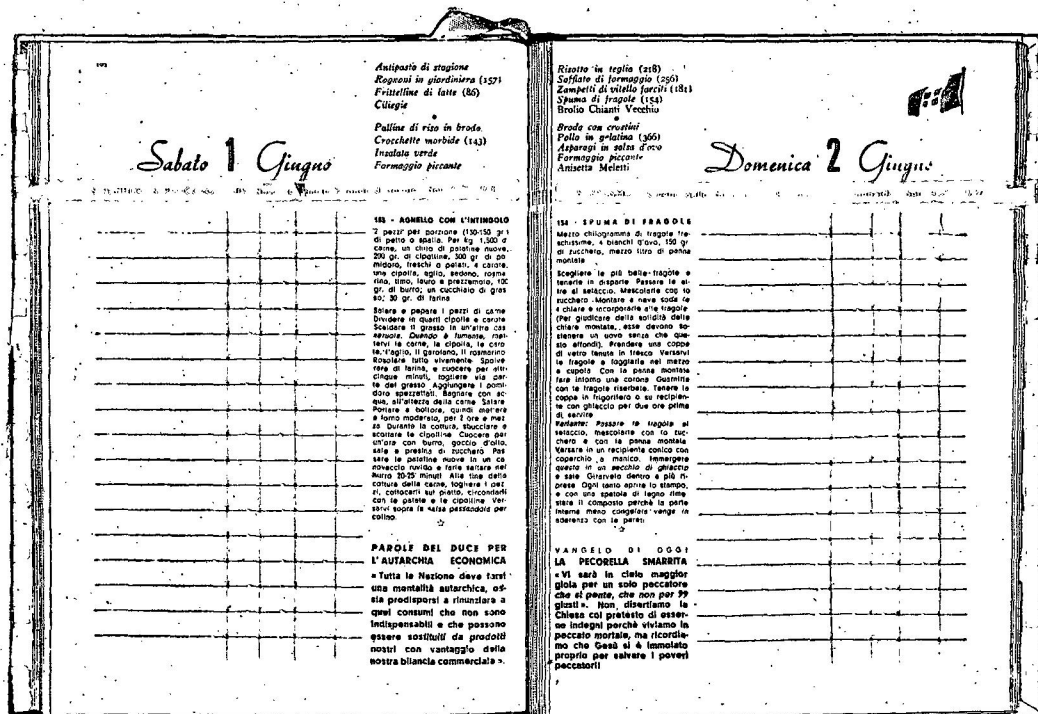 192
Antipasto di stagione
Rognoni in giardiniera (157)
Frittelline di latte (86)
Ciliegie
Palline di riso in brodo
Crocchette morbide (143)
Insalata verde
Formaggio piccante
Sabato 1 Giugno
153 - AGNELLO CON L'INTINGOLO
2 pezzi per porzione (130-150 gr)
di petto o spalla. Per kg 1,500 di
carne, un chilo di patatine nuove,
200 gr. di cipolline, 300 gr di po
midoro, freschi o pelati, 4 carote,
una cipolla, aglio, sedano, rosma
rino, timo, lauro e prezzemolo, 100
gr. di burro; un cucchiaio di gras
so; 30 gr. di farina
Salare e pepare i pezzi di carne
Dividere in quarti cipolla e carote
Scaldare il grasso in un'altra cas
seruola. Quando è fumante, met
tervi la carne, la cipolla, le caro
te, l'aglio, il garofano, il rosmarino
Rosolare tutto vivamente. Spolve
rare di farina, e cuocere per altri
cinque minuti, togliere via par
te del grasso Aggiungere i pomi
doro spezzettati. Bagnare con ac
qua, all'altezza della carne Salare
Portare a bollore, quindi mettere
a forno moderato, per 2 ore e mez
za Durante la cottura, sbucciare e
scottare le cipolline Cuocere per
un'ora con burro, goccio d'olio,
sale e presina di zucchero Pas
sare le patatine nuove in un ca
novaccio ruvido e farle saltare nel
burro 20-25 minuti Alla fine della
cottura della carne, togliere i pez
zi, collocarli sul piatto, circondarli
con le patate e le cipolline Ver
sarvi sopra la salsa passandola per
colino.
PAROLE DEL DUCE PER
L'AUTARCHIA ECONOMICA
« Tutta la Nazione deve farsi
una mentalità autarchica, os-
sia predisporsi a rinunziare a
quei consumi che non sono
indispensabili e che possono
essere sostituiti da prodotti
nostri con vantaggio della
nostra bilancia commerciale ».
Risotto in teglia (218)
Soffiato di formaggio (256)
Zampetti di vitello farciti (181)
Spuma di fragole (154)
Brolio Chianti Vecchio
Brodo con crostini
Pollo in gelatina (366)
Asparagi in salsa d'ovo
Formaggio piccante
Anisetta Meletti
Domenica 2 Giugno
154 - SPUMA DI FRAGOLE
Mezzo chilogramma di fragole fre
schissime, 4 bianchi d'ovo, 150 gr
di zucchero, mezzo litro di panna
montata
Scegliere le più belle fragole e
tenerle in disparte Passare le al
tre al setaccio. Mescolarle con lo
zucchero Montare a neve soda le
4 chiare e incorporarle alle fragole
(Per giudicare della solidità delle
chiare montate, esse devono so
stenere un uovo senza che que
sto affondi). Prendere una coppa
di vetro tenuta in fresco Versarvi
le fragole e foggiarle nel mezzo
a cupola Con la panna montata
fare intorno una corona Guarnirla
con le fragole riserbate. Tenere la
coppa in frigorifero o su recipien-
te con ghiaccio per due ore prima
di servire
Variante: Passare le fragole al
setaccio, mescolarle con lo zuc-
chero e con la panna montata
Versare in un recipiente conico con
coperchio a manico. Immergere
questo in un secchio di ghiaccio
e sale Girarvelo dentro a più ri-
prese Ogni tanto aprire lo stampo,
e con una spatola di legno rime
stare il composto perchè la parte
interna meno congelata venga in
aderenza con le pareti
VANGELO DI OGGI
LA PECORELLA SMARRITA
« Vi sarà in cielo maggior
gioia per un solo peccatore
che si pente, che non per 99
giusti ». Non disertiamo la
Chiesa col pretesto di esser-
ne indegni perchè viviamo in
peccato mortale, ma ricordia-
mo che Gesù si è immolato
proprio per salvare i poveri
peccatori!